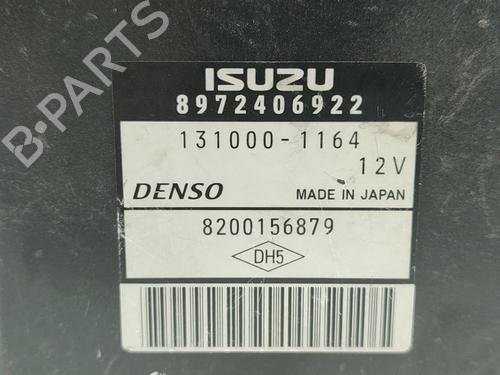 ISUZU
8972406922
131000-1164
12V
DENSO MADE IN JAPAN
8200156879
DH5
B-PARTS